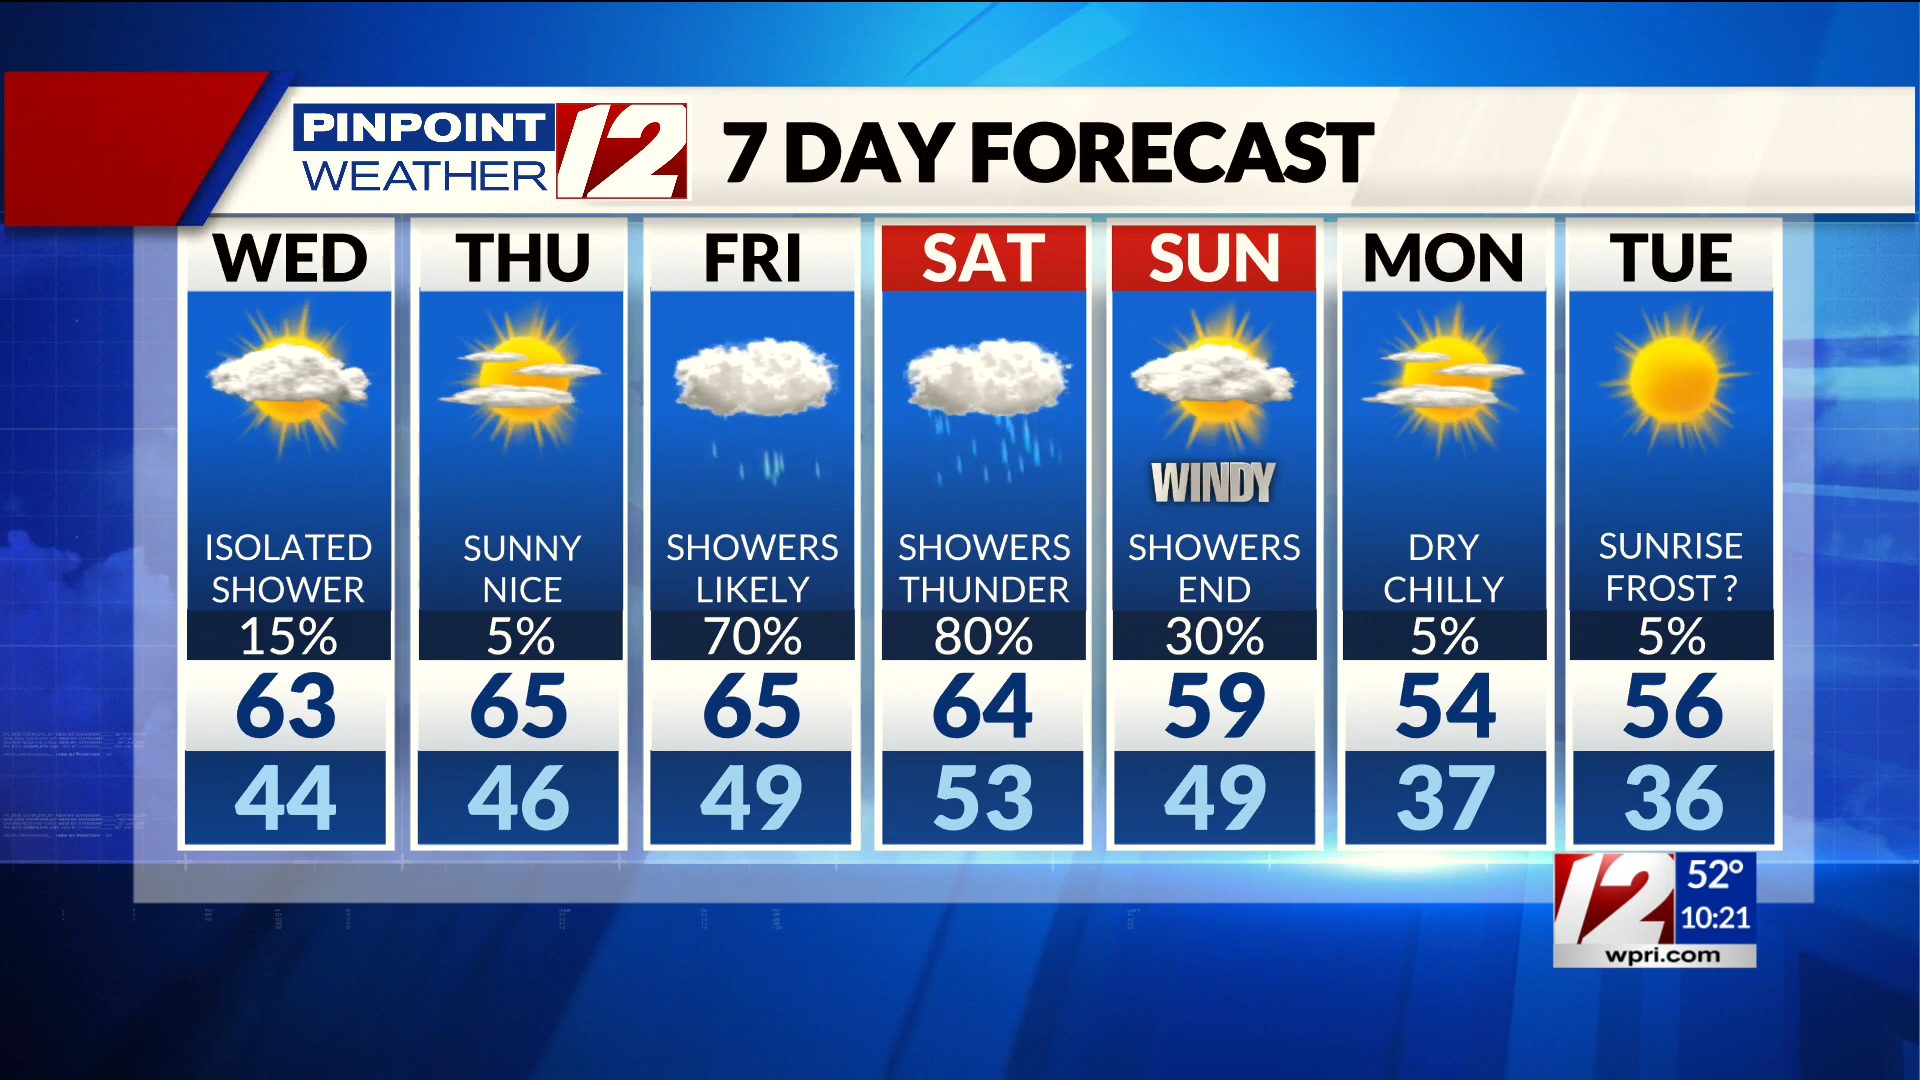 PINPOINT
WEATHER
12
7 DAY FORECAST
WED
THU
FRI
SAT
SUN
MON
TUE
WINDY
ISOLATED
SHOWER
SUNNY
NICE
SHOWERS
LIKELY
SHOWERS
THUNDER
SHOWERS
END
DRY
CHILLY
SUNRISE
FROST ?
15%
5%
70%
80%
30%
5%
5%
63
65
65
64
59
54
56
44
46
49
53
49
37
36
12
52°
10:21
wpri.com